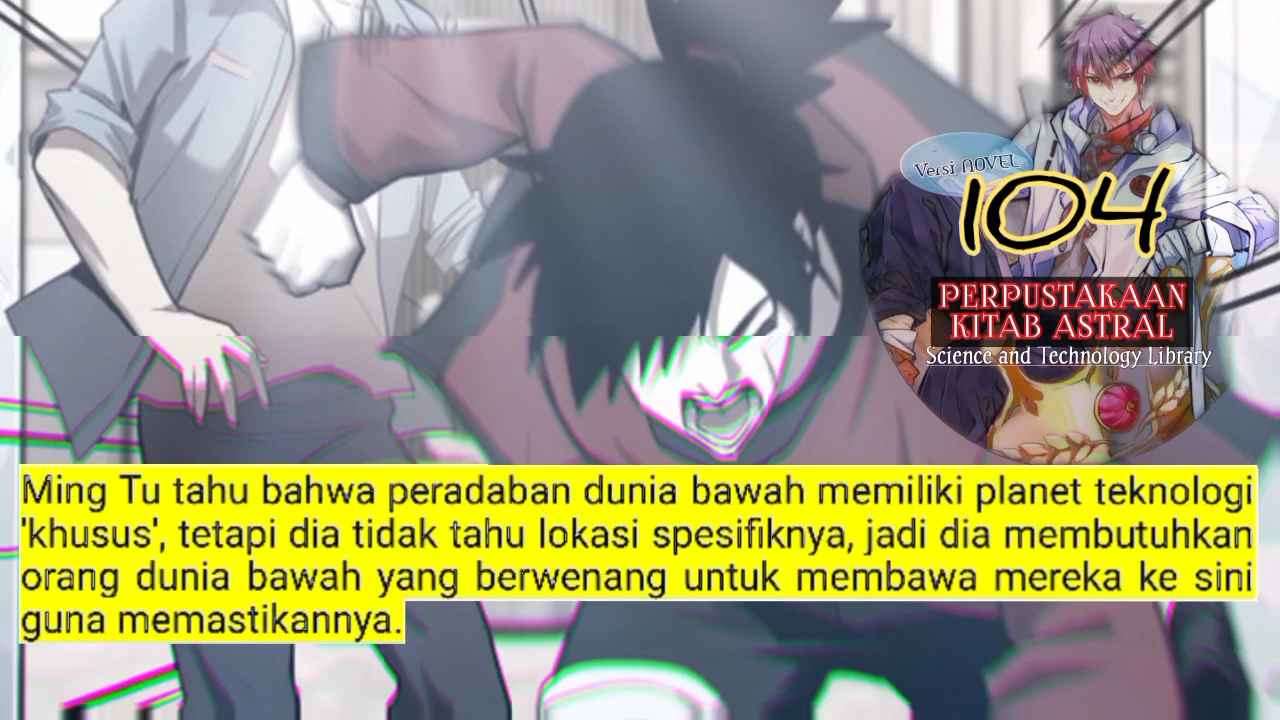 Versi NOVEL
104
PERPUSTAKAAN
KITAB ASTRAL
Science and Technology Library
Ming Tu tahu bahwa peradaban dunia bawah memiliki planet teknologi
'khusus', tetapi dia tidak tahu lokasi spesifiknya, jadi dia membutuhkan
orang dunia bawah yang berwenang untuk membawa mereka ke sini
guna memastikannya.